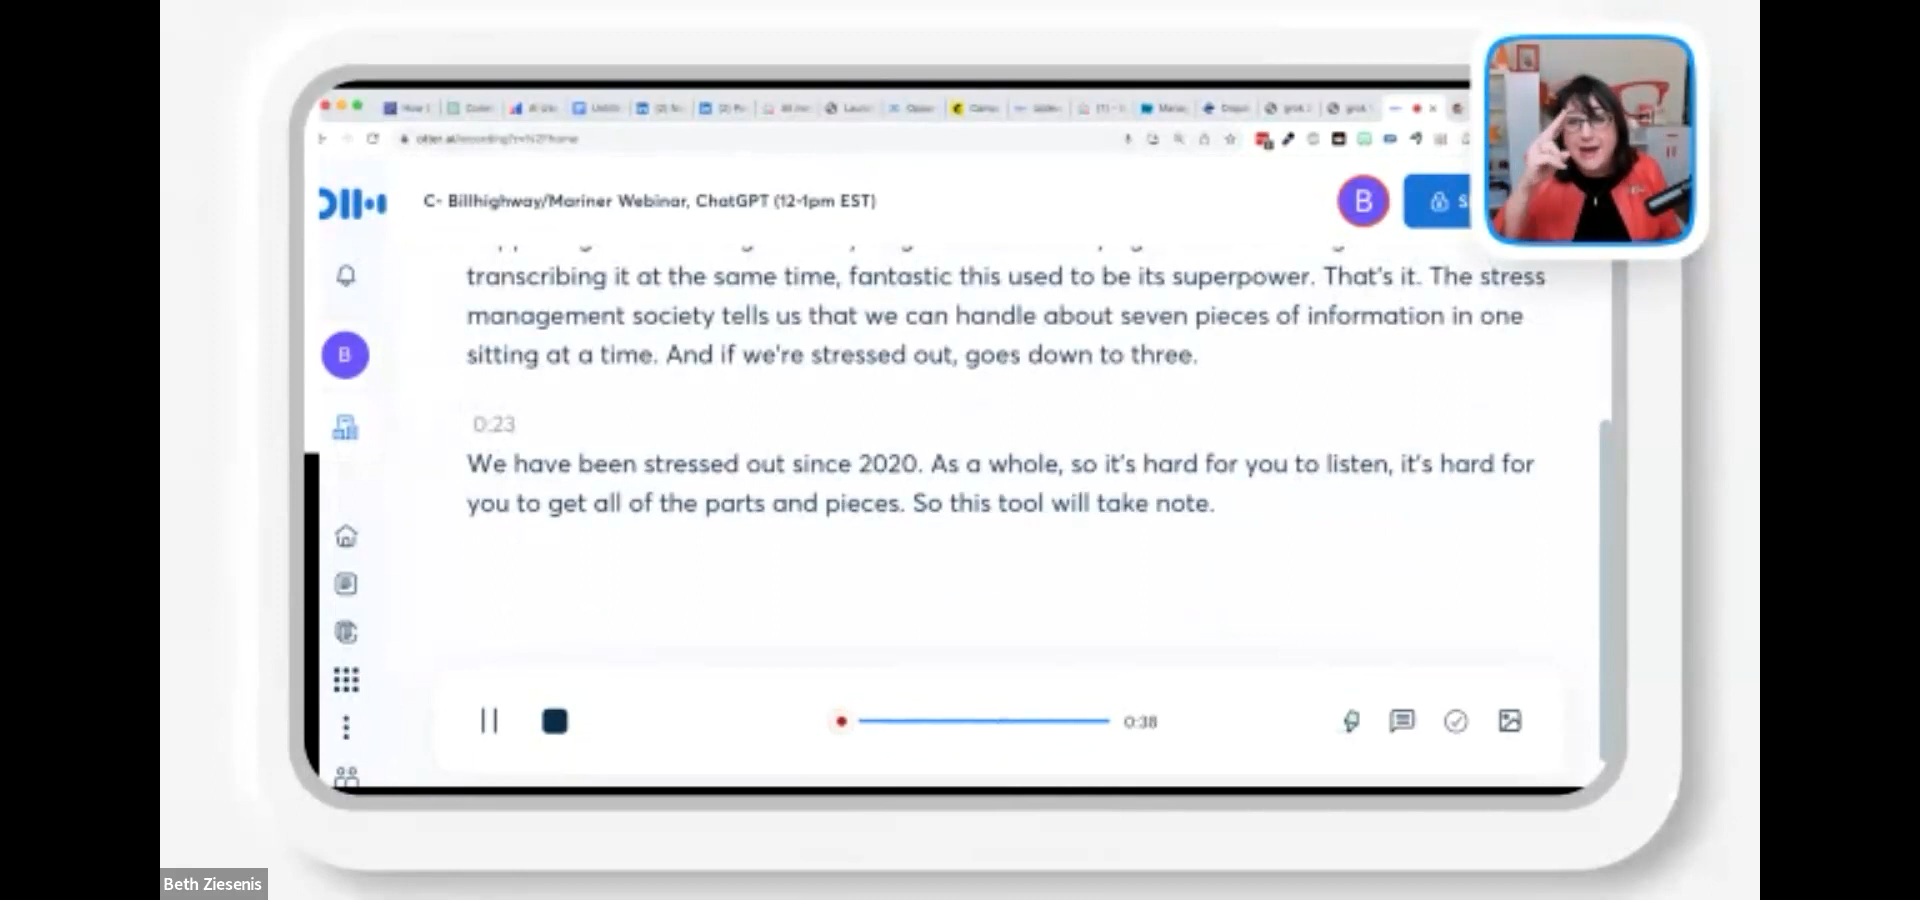 C- Billhighway/Mariner Webinar, ChatGPT (12-1pm EST)
B
transcribing it at the same time, fantastic this used to be its superpower. That's it. The stress
management society tells us that we can handle about seven pieces of information in one
sitting at a time. And if we're stressed out, goes down to three.
B
0:23
We have been stressed out since 2020. As a whole, so it's hard for you to listen, it's hard for
you to get all of the parts and pieces. So this tool will take note.
0:38
Beth Ziesenis